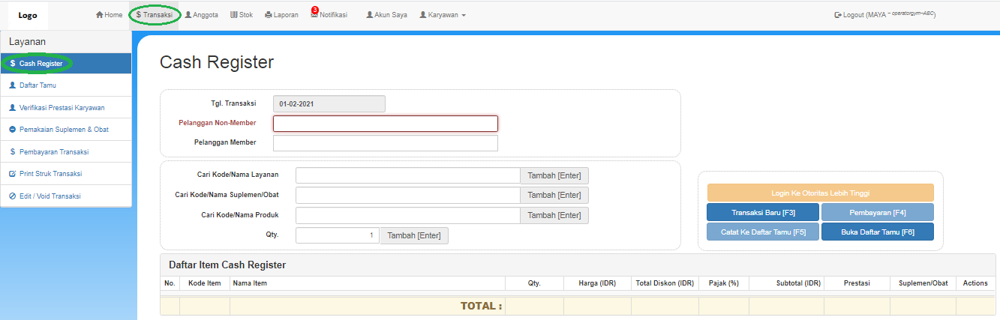 Logo
Home $ Transaksi Anggota Stok Laporan 3 Notifikasi Akun Saya Karyawan Logout (MAYA ~ operatorgym~ABC)
Layanan
$ Cash Register
Daftar Tamu
Verifikasi Prestasi Karyawan
Pemakaian Suplemen & Obat
$ Pembayaran Transaksi
Print Struk Transaksi
Edit / Void Transaksi
Cash Register
Tgl. Transaksi 01-02-2021
Pelanggan Non-Member
Pelanggan Member
Cari Kode/Nama Layanan Tambah [Enter]
Cari Kode/Nama Suplemen/Obat Tambah [Enter]
Cari Kode/Nama Produk Tambah [Enter]
Qty. 1 Tambah [Enter]
Login Ke Otoritas Lebih Tinggi
Transaksi Baru [F3] Pembayaran [F4]
Catat Ke Daftar Tamu [F5] Buka Daftar Tamu [F6]
Daftar Item Cash Register
No. Kode Item Nama Item Qty. Harga (IDR) Total Diskon (IDR) Pajak (%) Subtotal (IDR) Prestasi Suplemen/Obat Actions
TOTAL :